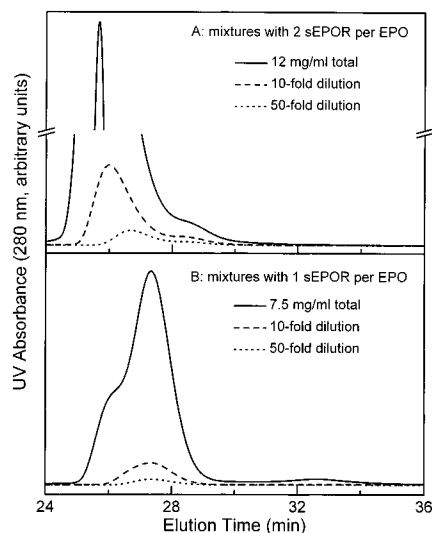 A: mixtures with 2 sEPOR per EPO
12 mg/ml total
10-fold dilution
50-fold dilution
UV Absorbance (280 nm, arbitrary units)
B: mixtures with 1 sEPOR per EPO
7.5 mg/ml total
10-fold dilution
50-fold dilution
24 28 32 36
Elution Time (min)